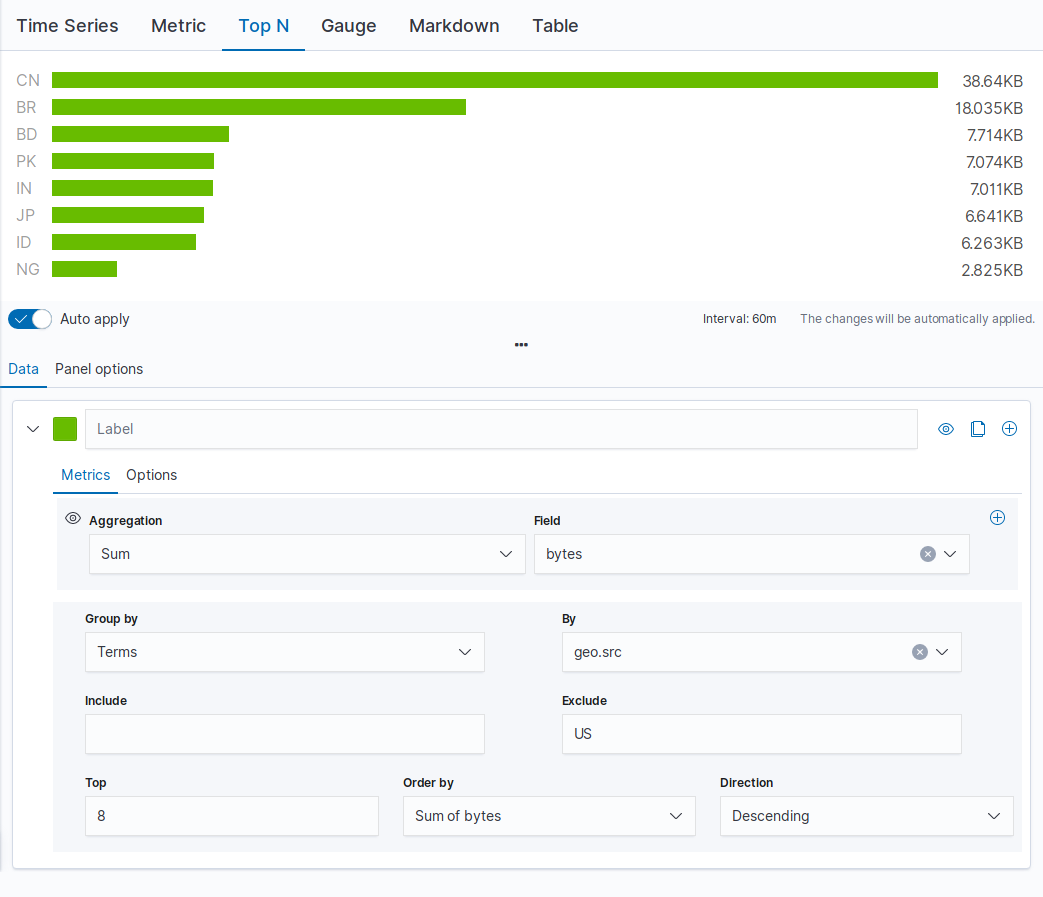 Time Series Metric Top N Gauge Markdown Table
CN 38.64KB
BR 18.035KB
BD 7.714KB
PK 7.074KB
IN 7.011KB
JP 6.641KB
ID 6.263KB
NG 2.825KB
Auto apply Interval: 60m The changes will be automatically applied.
Data Panel options
Label
Metrics Options
Aggregation Field
Sum bytes
Group by By
Terms geo.src
Include Exclude
US
Top Order by Direction
8 Sum of bytes Descending